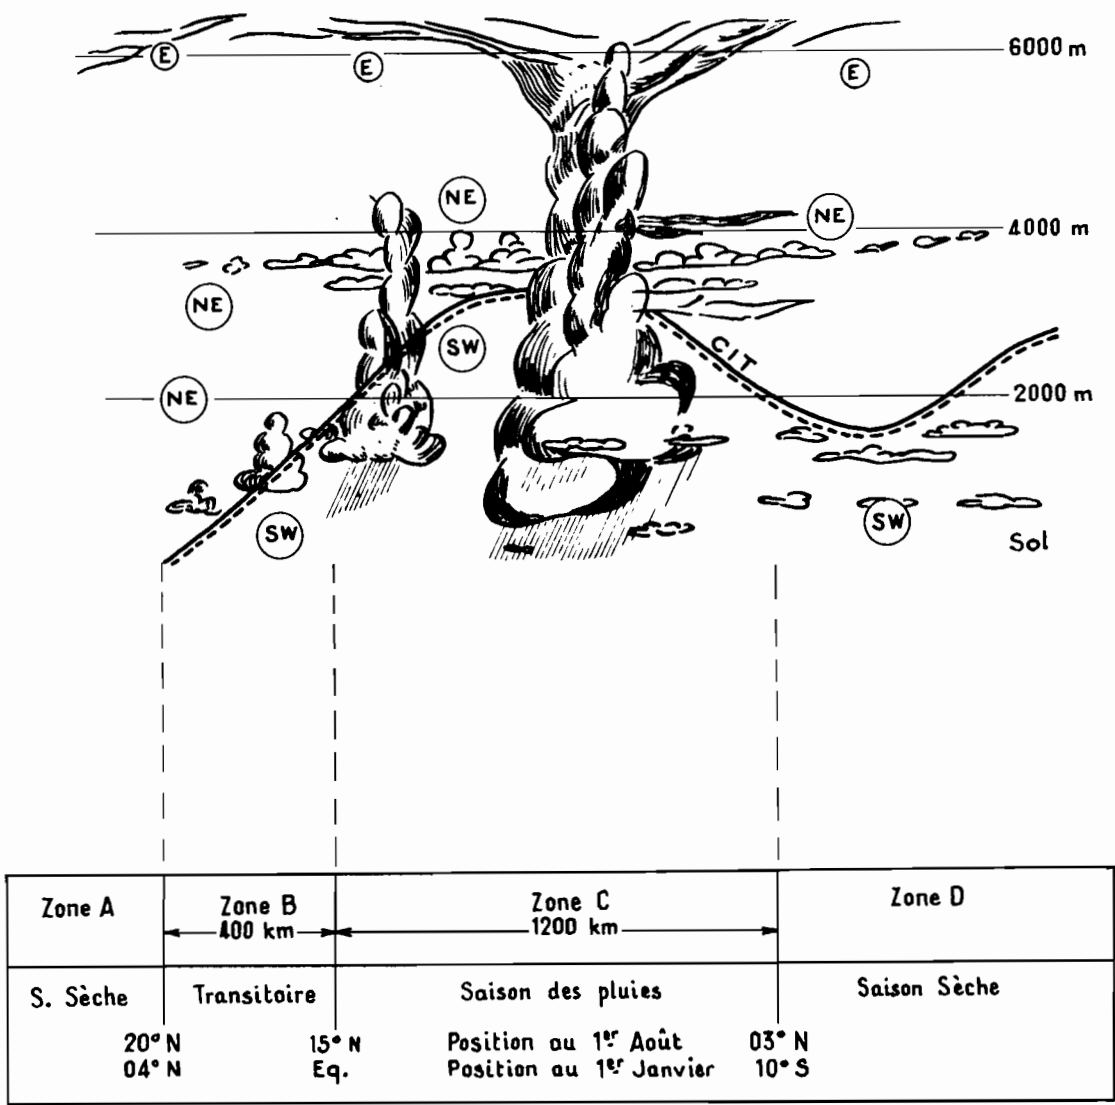 E
E
6000 m
E
NE
NE
4000 m
NE
SW
CIT
NE
2000 m
SW
SW
Sol
Zone A
Zone B
400 km
Zone C
1200 km
Zone D
S. Sèche
Transitoire
Saison des pluies
Saison Sèche
20° N
15° N
Position au 1er Août
03° N
04° N
Eq.
Position au 1er Janvier
10° S